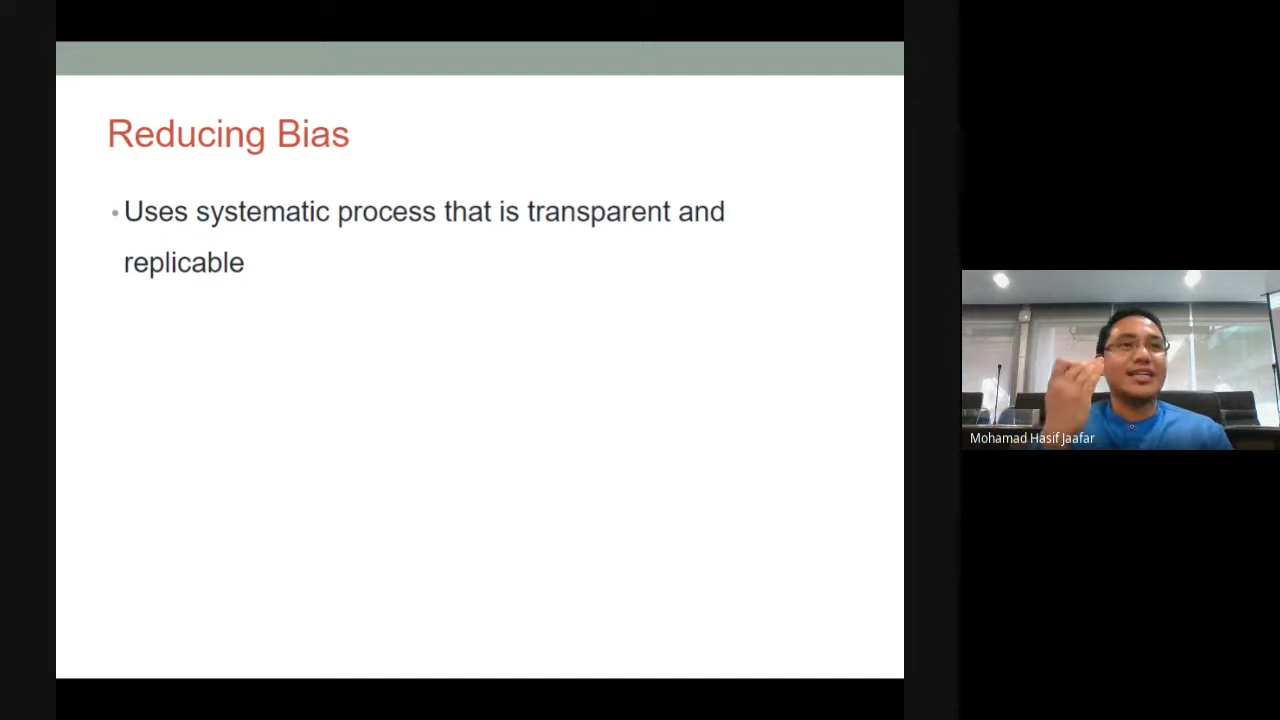 Reducing Bias
• Uses systematic process that is transparent and
replicable
Mohamad Hasif Jaafar